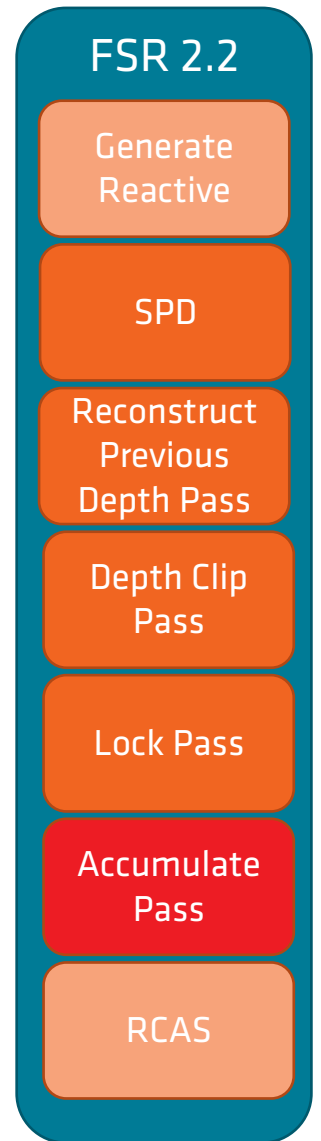 FSR 2.2
Generate
Reactive
SPD
Reconstruct
Previous
Depth Pass
Depth Clip
Pass
Lock Pass
Accumulate
Pass
RCAS